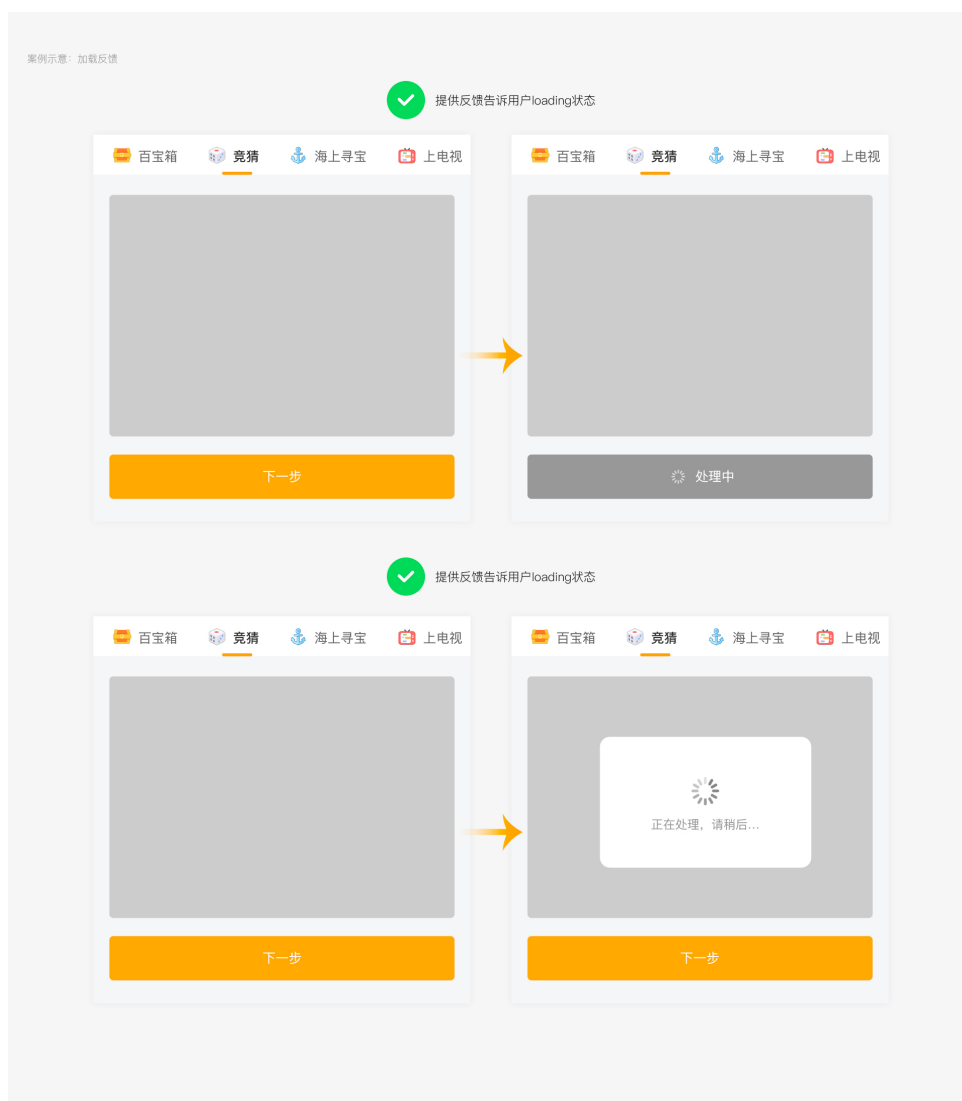 案例示意：加载反馈
提供反馈告诉用户loading状态
百宝箱 竞猜 海上寻宝 上电视
百宝箱 竞猜 海上寻宝 上电视
下一步
处理中
提供反馈告诉用户loading状态
百宝箱 竞猜 海上寻宝 上电视
百宝箱 竞猜 海上寻宝 上电视
正在处理，请稍后...
下一步
下一步